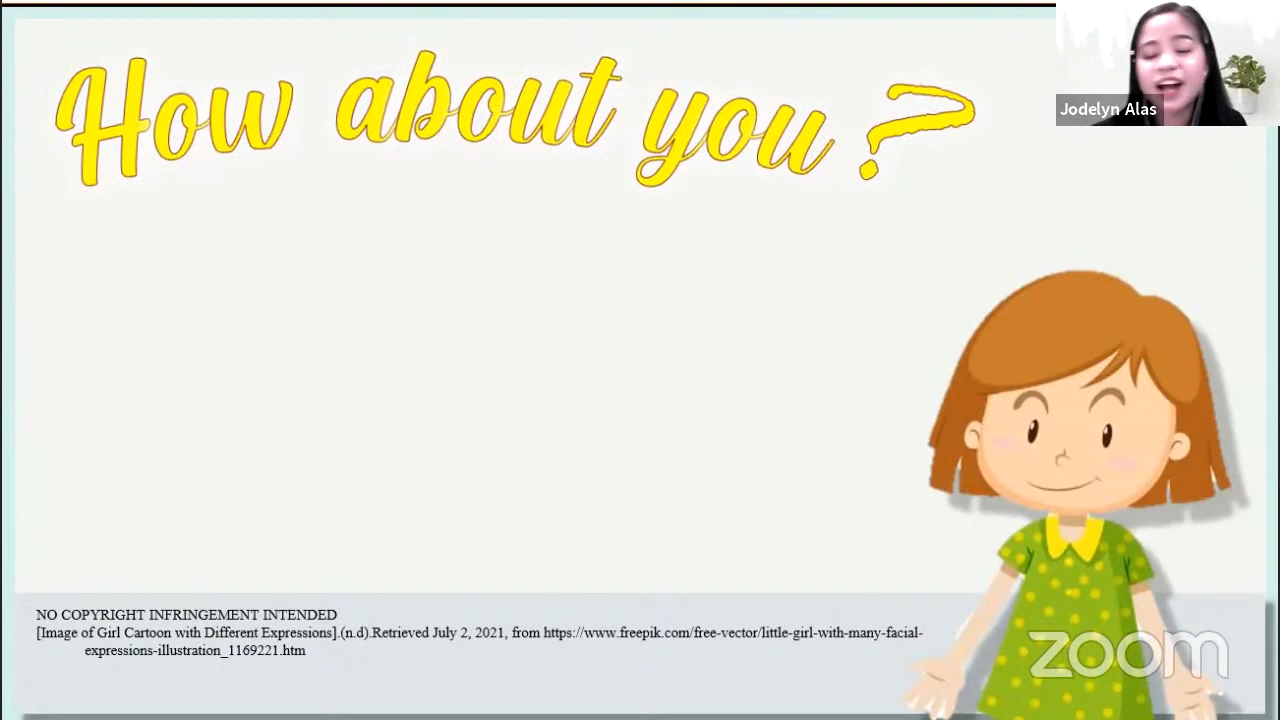 How about you?
Jodelyn Alas
NO COPYRIGHT INFRINGEMENT INTENDED
[Image of Girl Cartoon with Different Expressions].(n.d).Retrieved July 2, 2021, from https://www.freepik.com/free-vector/little-girl-with-many-facial-
expressions-illustration_1169221.htm
zoom